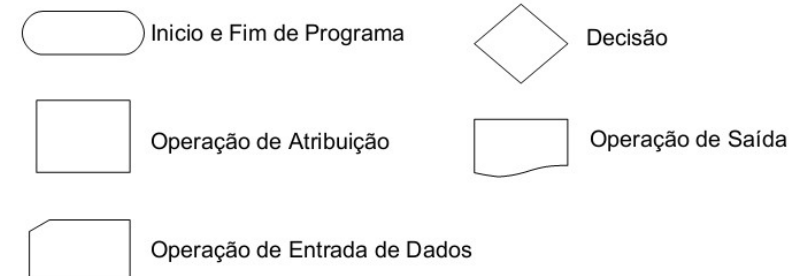 Inicio e Fim de Programa
Decisão
Operação de Atribuição
Operação de Saída
Operação de Entrada de Dados